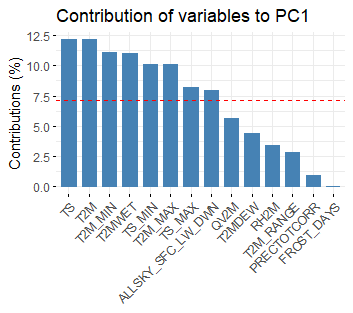 Contribution of variables to PC1
Contributions (%)
12.5
10.0
7.5
5.0
2.5
0.0
TS
T2M
T2M_MIN
T2MWET
TS_MIN
T2M_MAX
TS_MAX
ALLSKY_SFC_LW_DWN
QV2M
T2MDEW
RH2M
T2M_RANGE
PRECTOTCORR
FROST_DAYS